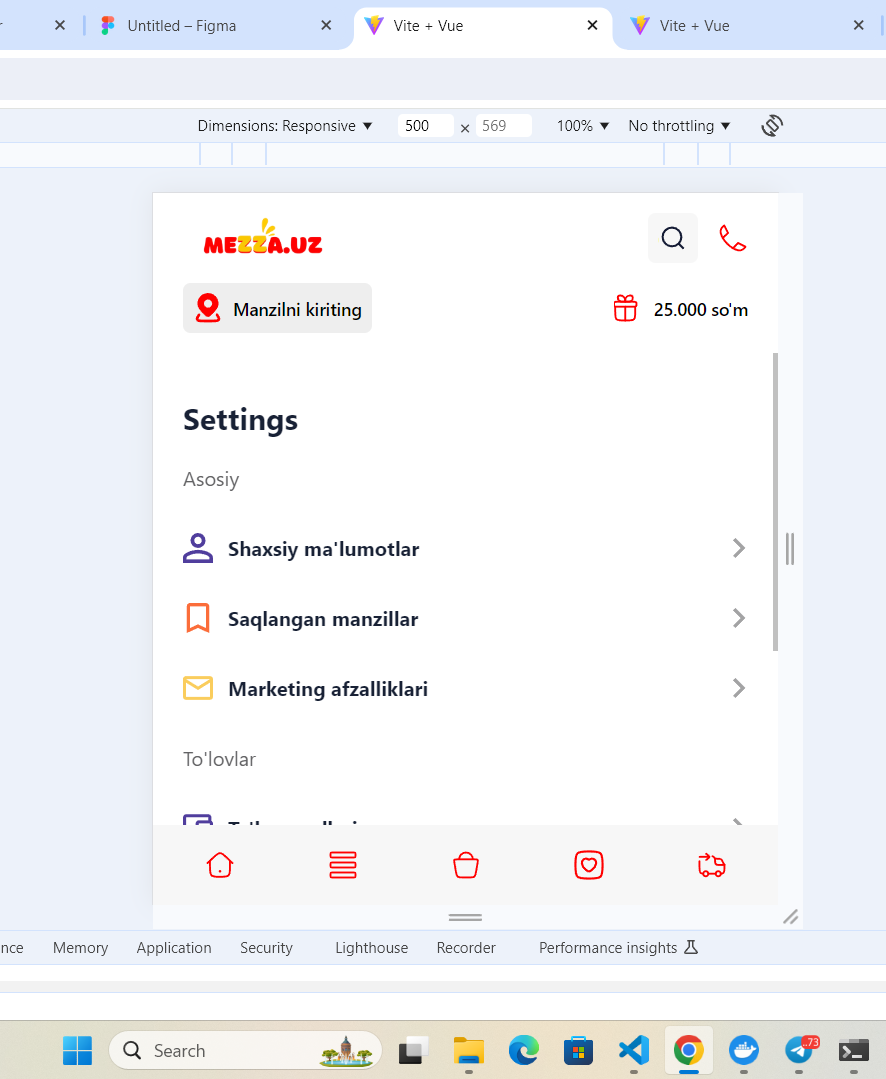 Untitled – Figma
Vite + Vue
Vite + Vue
Dimensions: Responsive
500 × 569
100%
No throttling
MEZZA.UZ
Manzilni kiriting
25.000 so'm
Settings
Asosiy
Shaxsiy ma'lumotlar
Saqlangan manzillar
Marketing afzalliklari
To'lovlar
nce
Memory
Application
Security
Lighthouse
Recorder
Performance insights
Search
..73